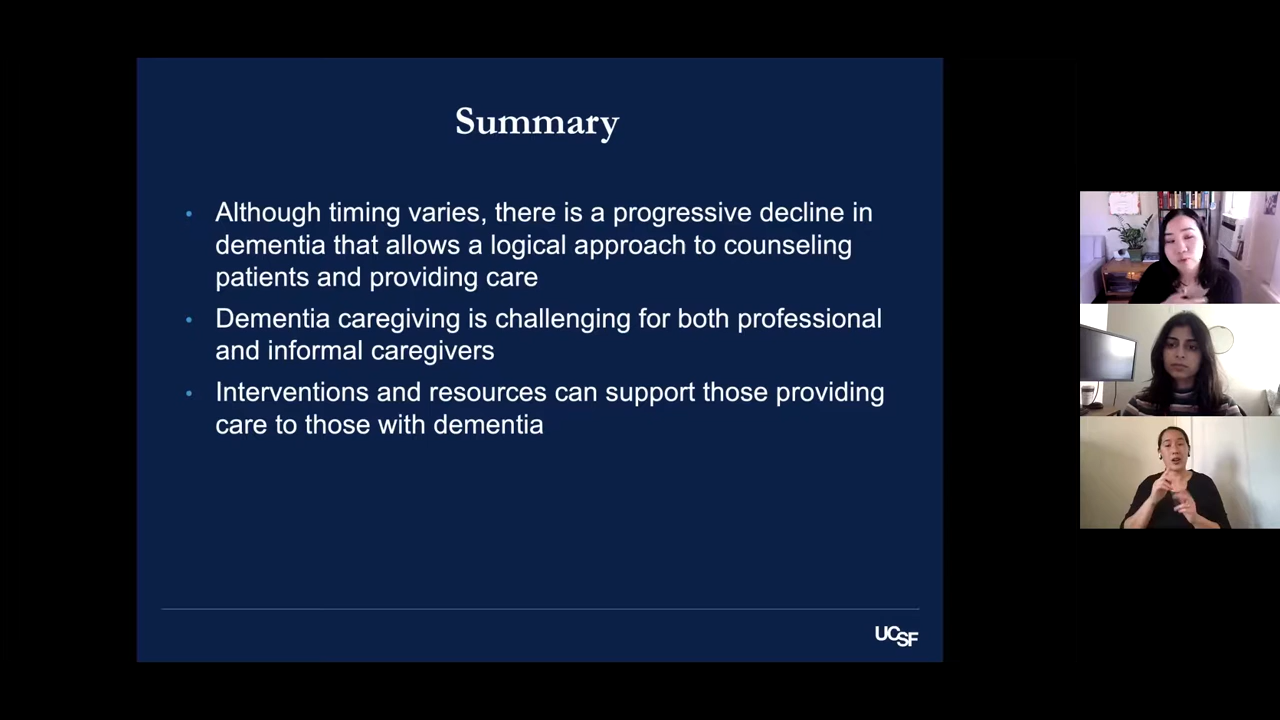 Summary
• Although timing varies, there is a progressive decline in
dementia that allows a logical approach to counseling
patients and providing care
• Dementia caregiving is challenging for both professional
and informal caregivers
• Interventions and resources can support those providing
care to those with dementia
UCSF